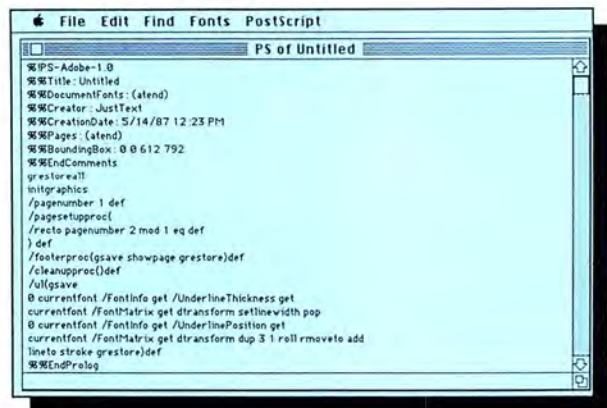 File Edit Find Fonts PostScript
PS of Untitled
%!PS-Adobe-1.0
%%Title: Untitled
%%DocumentFonts: (atend)
%%Creator: JustText
%%CreationDate: 5/14/87 12:23 PM
%%Pages: (atend)
%%BoundingBox: 0 0 612 792
%%EndComments
grestoreall
initgraphics
/pagenumber 1 def
/pagesetupproc{
/recto pagenumber 2 mod 1 eq def
} def
/footerproc{gsave showpage grestore}def
/cleanupproc{}def
/ul{gsave
0 currentfont /FontInfo get /UnderlineThickness get
currentfont /FontMatrix get dtransform setlinewidth pop
0 currentfont /FontInfo get /UnderlinePosition get
currentfont /FontMatrix get dtransform dup 3 1 roll rmoveto add
lineto stroke grestore}def
%%EndProlog